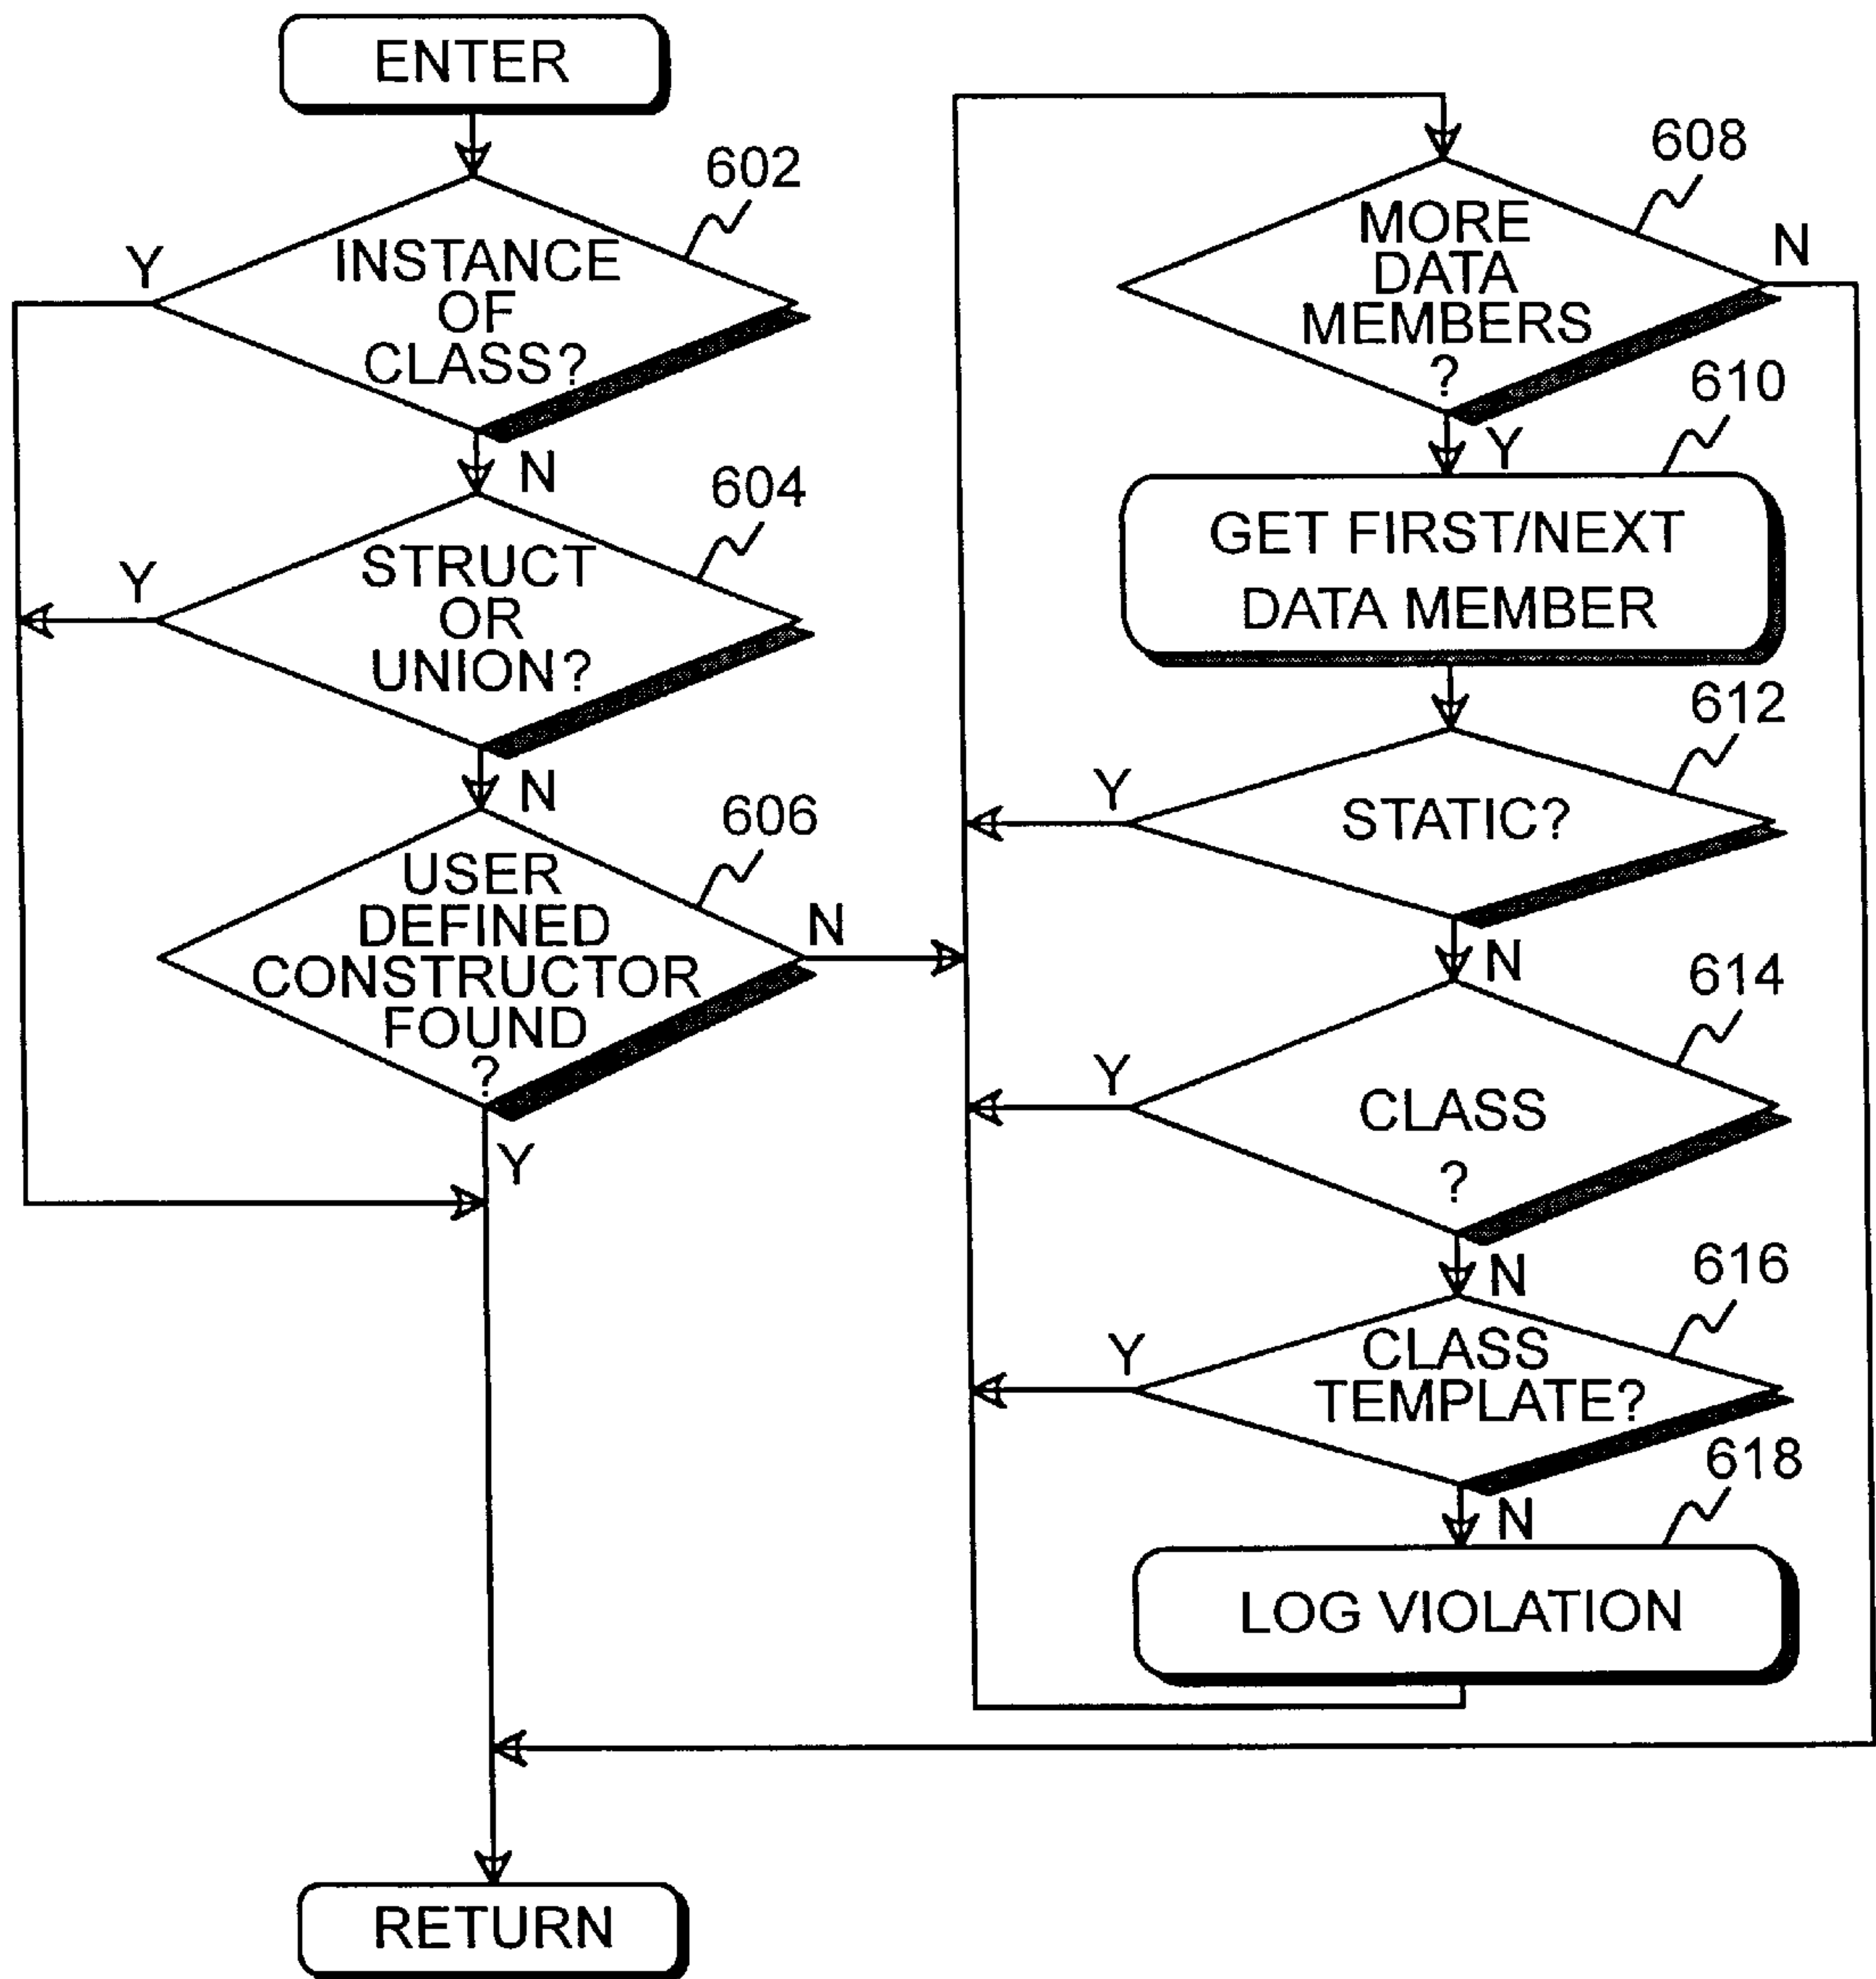 ENTER
602
Y
INSTANCE
OF
CLASS?
N
604
Y
STRUCT
OR
UNION?
N
606
USER
DEFINED
CONSTRUCTOR
FOUND
?
N
Y
608
MORE
DATA
MEMBERS
?
N
Y
610
GET FIRST/NEXT
DATA MEMBER
612
Y
STATIC?
N
614
Y
CLASS
?
N
616
Y
CLASS
TEMPLATE?
N
618
LOG VIOLATION
RETURN